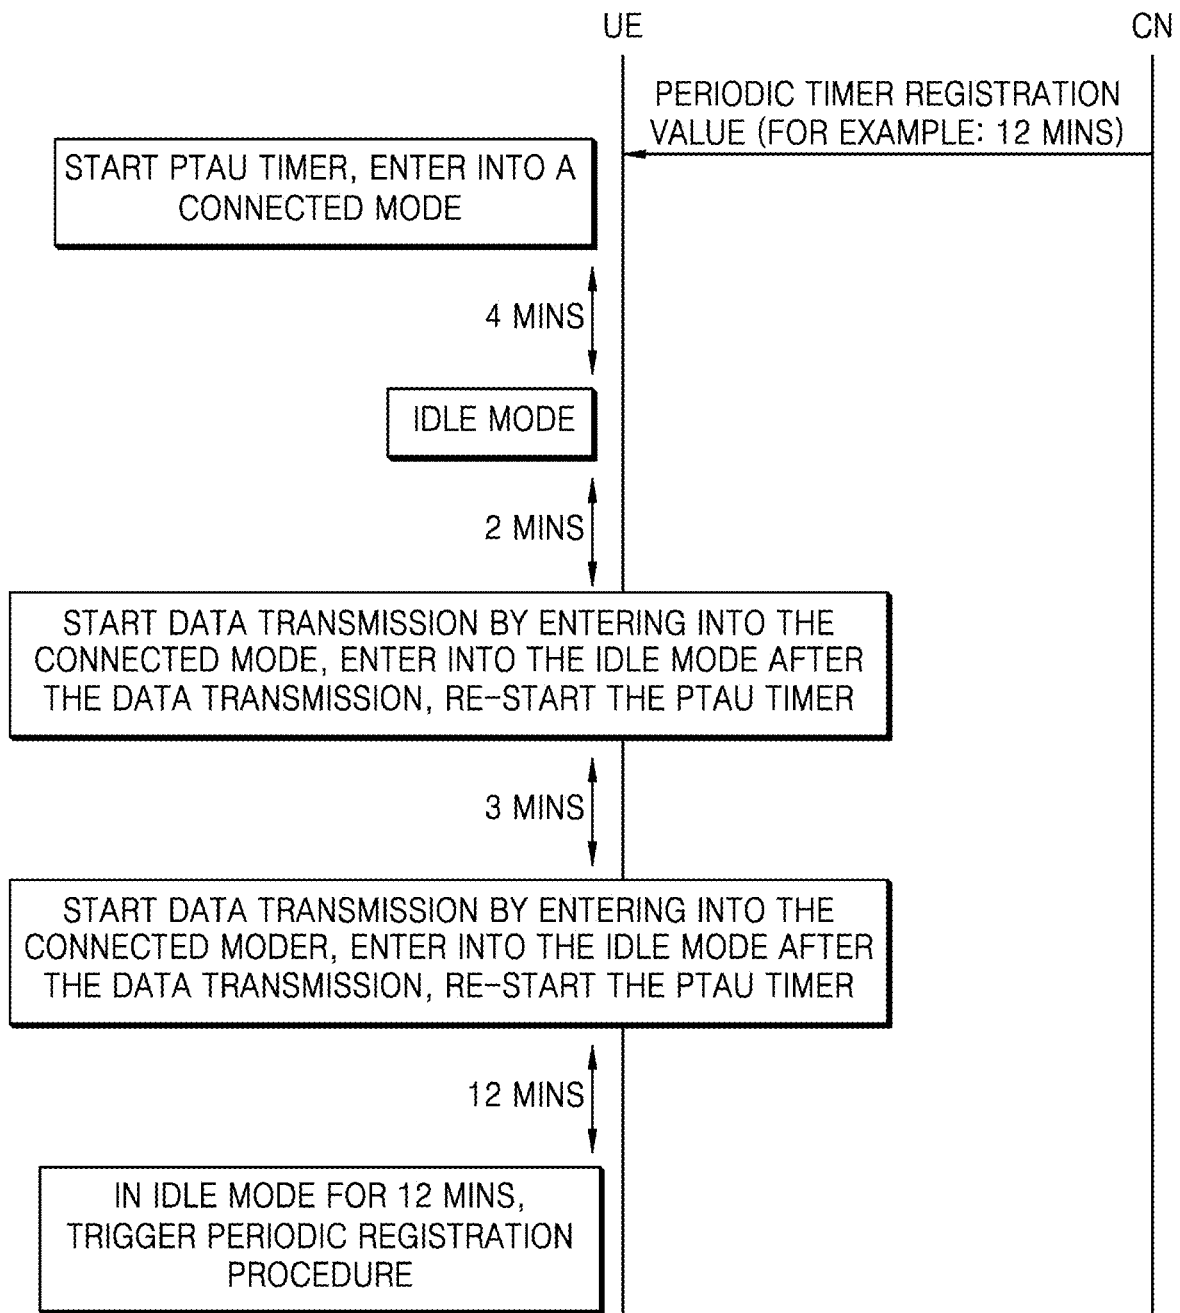 UE
CN
PERIODIC TIMER REGISTRATION
VALUE (FOR EXAMPLE: 12 MINS)
START PTAU TIMER, ENTER INTO A
CONNECTED MODE
4 MINS
IDLE MODE
2 MINS
START DATA TRANSMISSION BY ENTERING INTO THE
CONNECTED MODE, ENTER INTO THE IDLE MODE AFTER
THE DATA TRANSMISSION, RE-START THE PTAU TIMER
3 MINS
START DATA TRANSMISSION BY ENTERING INTO THE
CONNECTED MODER, ENTER INTO THE IDLE MODE AFTER
THE DATA TRANSMISSION, RE-START THE PTAU TIMER
12 MINS
IN IDLE MODE FOR 12 MINS,
TRIGGER PERIODIC REGISTRATION
PROCEDURE